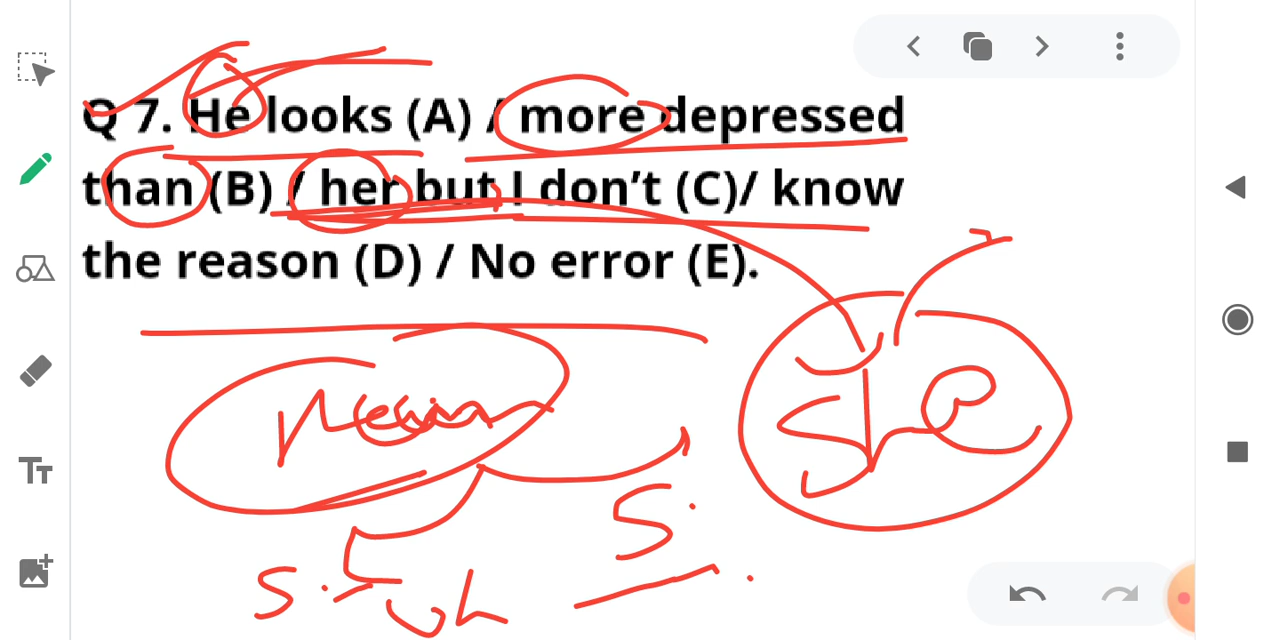 Q 7. He looks (A) / more depressed
than (B) / her but I don't (C)/ know
the reason (D) / No error (E).
She
S.